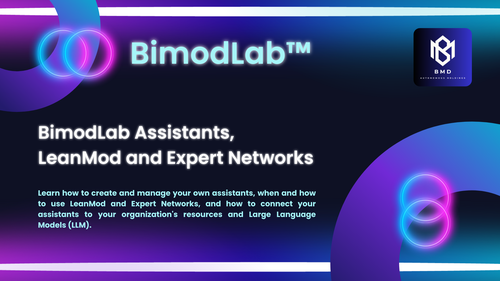 BimodLab™
BMD
AUTONOMOUS HOLDINGS
BimodLab Assistants,
LeanMod and Expert Networks
Learn how to create and manage your own assistants, when and how
to use LeanMod and Expert Networks, and how to connect your
assistants to your organization's resources and Large Language
Models (LLM).